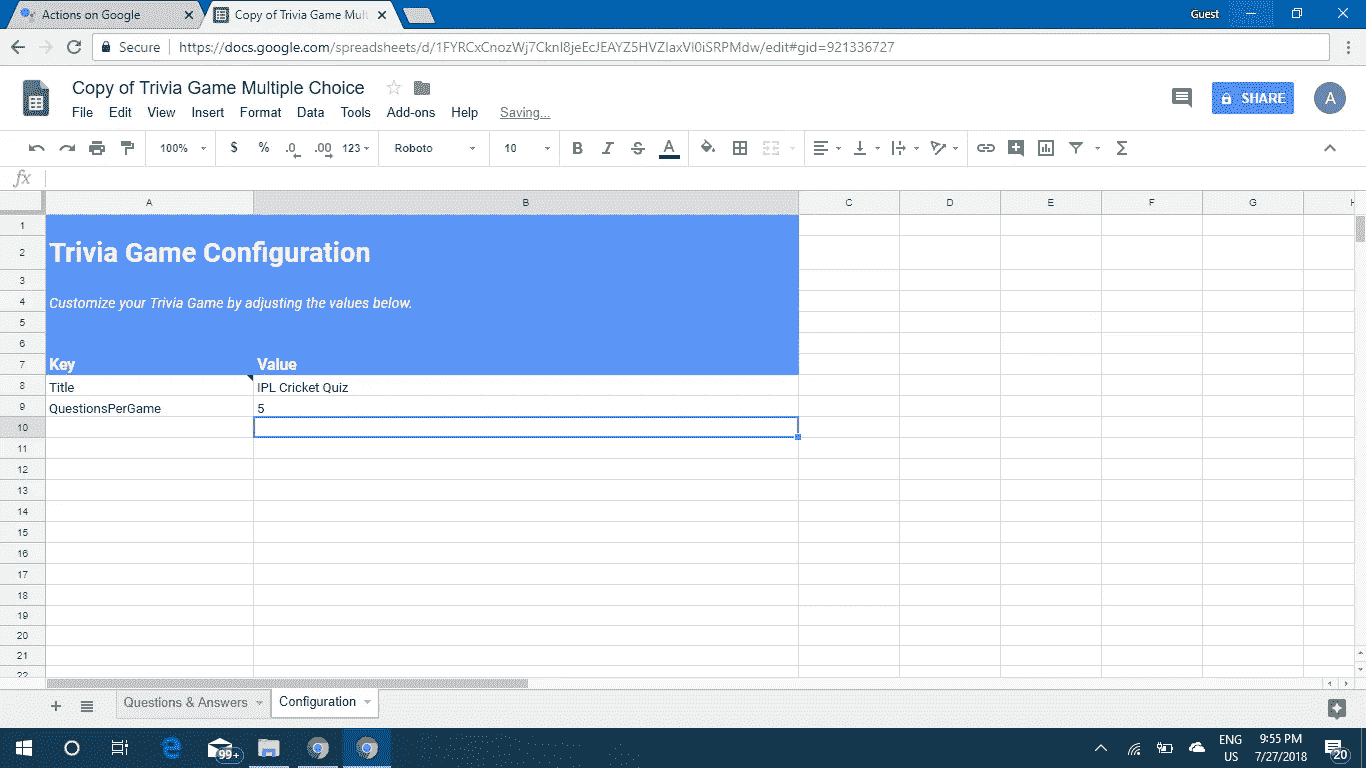 Actions on Google
Copy of Trivia Game Mult
Guest
Secure
https://docs.google.com/spreadsheets/d/1FYRCxCnozWj7CknI8jeEcJEAYZ5HVZIaxVI0iSRPMdw/edit#gid=921336727
Copy of Trivia Game Multiple Choice
File Edit View Insert Format Data Tools Add-ons Help Saving...
SHARE
A
100% $ % .0 .00 123 Roboto 10 B I S A Σ
fx
A B C D E F G
1
2 Trivia Game Configuration
3
4 Customize your Trivia Game by adjusting the values below.
5
6
7 Key Value
8 Title IPL Cricket Quiz
9 QuestionsPerGame 5
10
11
12
13
14
15
16
17
18
19
20
21
22
Questions & Answers Configuration
99+
ENG
US
9:55 PM
7/27/2018
20